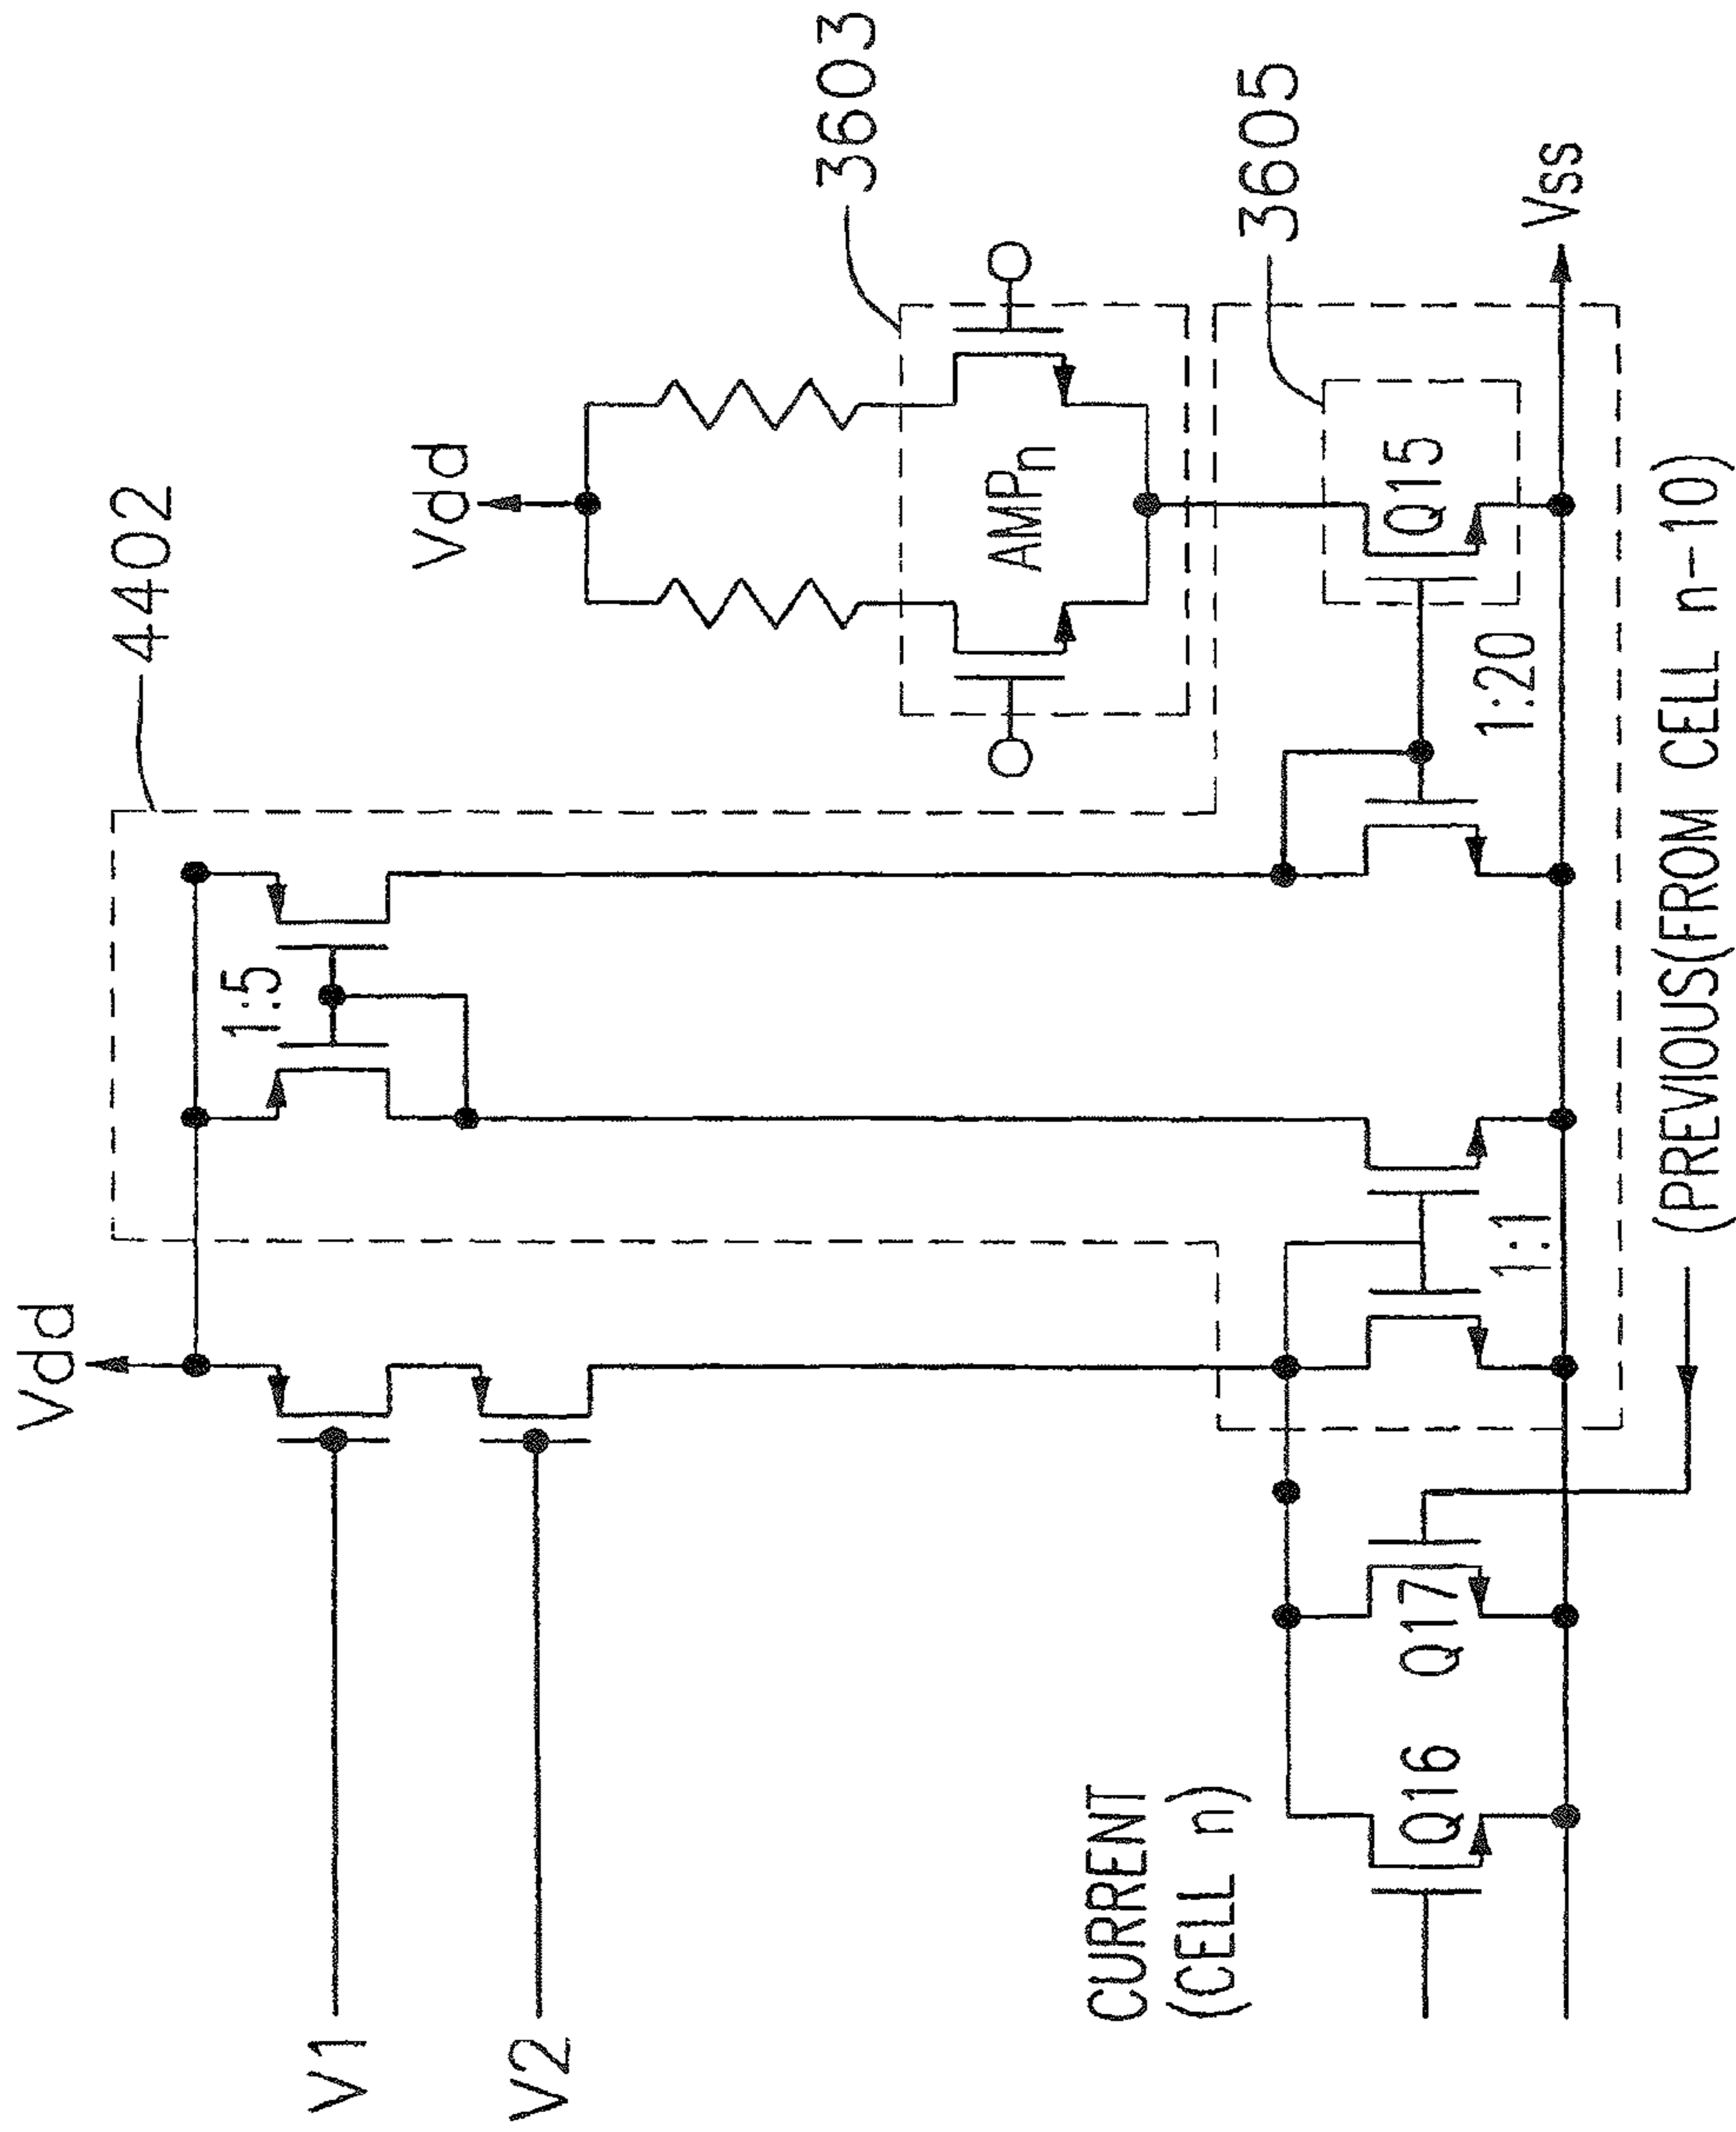 Vdd
4402
1:5
Vdd
3603
V1
V2
AMPn
CURRENT
(CELL n)
3605
Q16
Q17
Q15
1:1
1:20
Vss
(PREVIOUS(FROM CELL n-10)